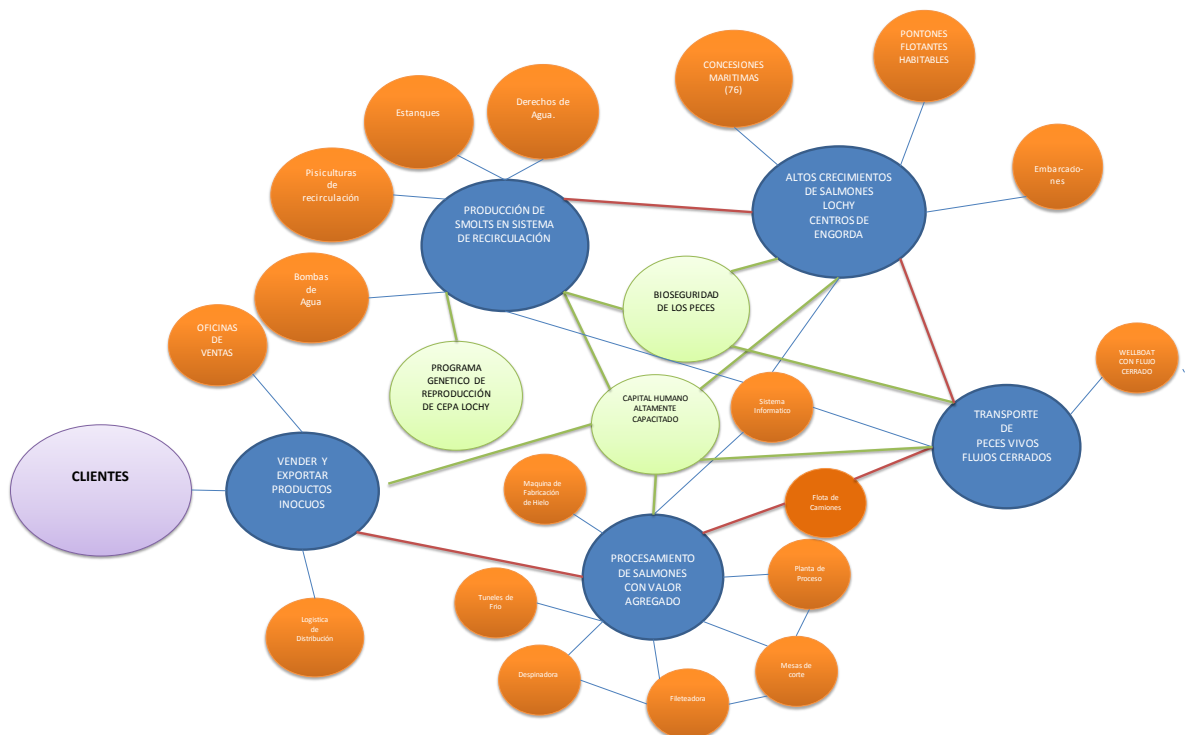 PONTONES
FLOTANTES
HABITABLES
CONCESIONES
MARITIMAS
(76)
Derechos de
Agua.
Estanques
Embarcado-
nes
Pisiculturas
de
recirculación
ALTOS CRECIMIENTOS
DE SALMONES
LOCHY
CENTROS DE
ENGORDA
PRODUCCIÓN DE
SMOLTS EN SISTEMA
DE RECIRCULACIÓN
Bombas
de
Agua
BIOSEGURIDAD
DE LOS PECES
OFICINAS
DE
VENTAS
WELLBOAT
CON FLUJO
CERRADO
PROGRAMA
GENETICO DE
REPRODUCCIÓN
DE CEPA LOCHY
CAPITAL HUMANO
ALTAMENTE
CAPACITADO
Sistema
Informatico
TRANSPORTE
DE
PECES VIVOS
FLUJOS CERRADOS
CLIENTES
VENDER Y
EXPORTAR
PRODUCTOS
INOCUOS
Maquina de
Fabricación
de Hielo
Flota de
Camiones
PROCESAMIENTO
DE SALMONES
CON VALOR
AGREGADO
Planta de
Proceso
Tuneles de
Frio
Logistica
de
Distribución
Despinadora
Mesas de
corte
Fileteadora